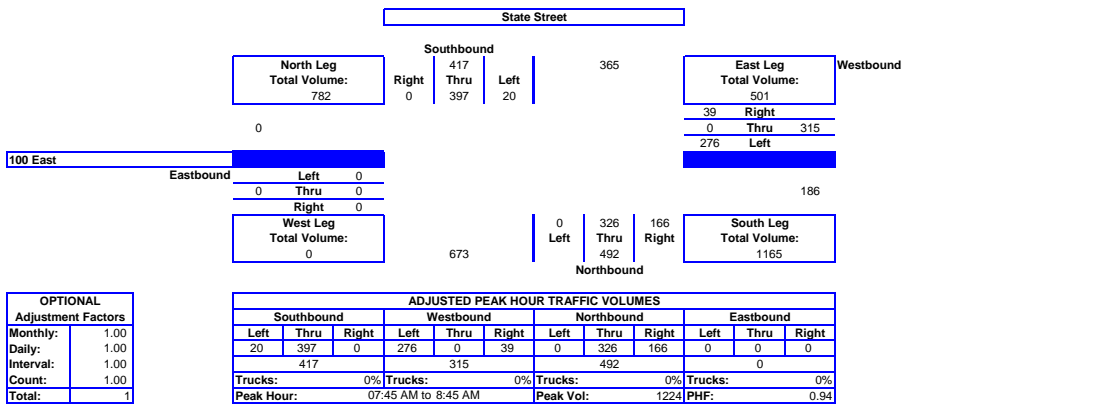 State Street
Southbound
North Leg 417 365 East Leg Westbound
Total Volume: Right Thru Left Total Volume:
782 0 397 20 501
39 Right
0 0 Thru 315
276 Left
100 East
Eastbound Left 0
0 Thru 0 186
Right 0
West Leg 0 326 166 South Leg
Total Volume: Left Thru Right Total Volume:
0 673 492 1165
Northbound
OPTIONAL ADJUSTED PEAK HOUR TRAFFIC VOLUMES
Adjustment Factors Southbound Westbound Northbound Eastbound
Monthly: 1.00 Left Thru Right Left Thru Right Left Thru Right Left Thru Right
Daily: 1.00 20 397 0 276 0 39 0 326 166 0 0 0
Interval: 1.00 417 315 492 0
Count: 1.00 Trucks: 0% Trucks: 0% Trucks: 0% Trucks: 0%
Total: 1 Peak Hour: 07:45 AM to 8:45 AM Peak Vol: 1224 PHF: 0.94